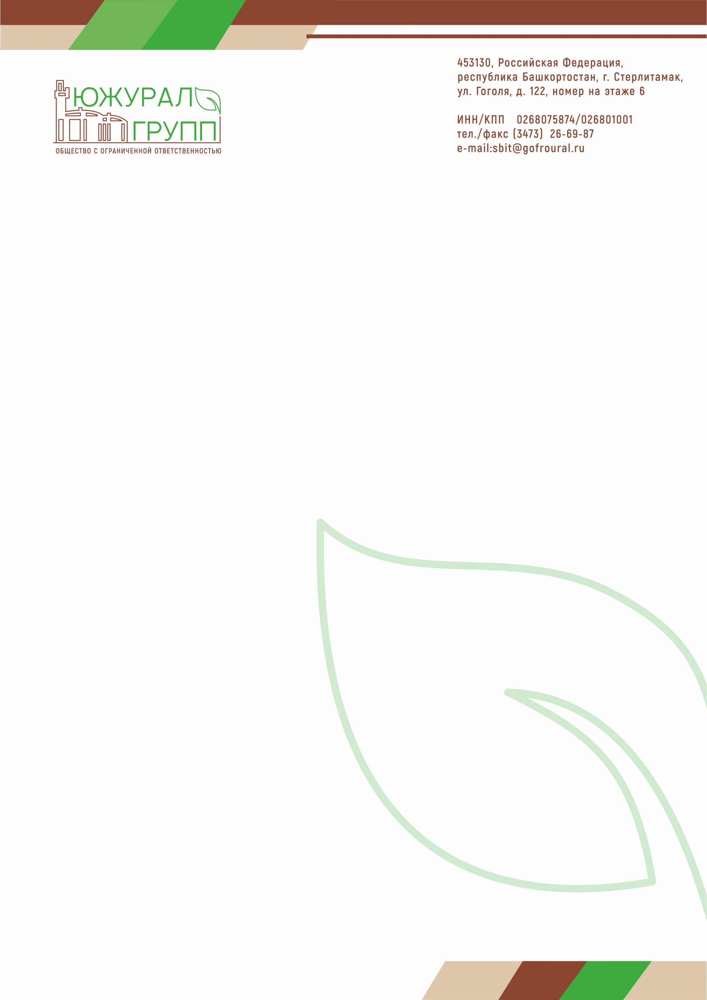 ЮЖУРАЛ
ГРУПП
ОБЩЕСТВО С ОГРАНИЧЕННОЙ ОТВЕТСТВЕННОСТЬЮ
453130, Российская Федерация,
республика Башкортостан, г. Стерлитамак,
ул. Гоголя, д. 122, номер на этаже 6
ИНН/КПП 0268075874/026801001
тел./факс (3473) 26-69-87
e-mail:sbit@gofroural.ru